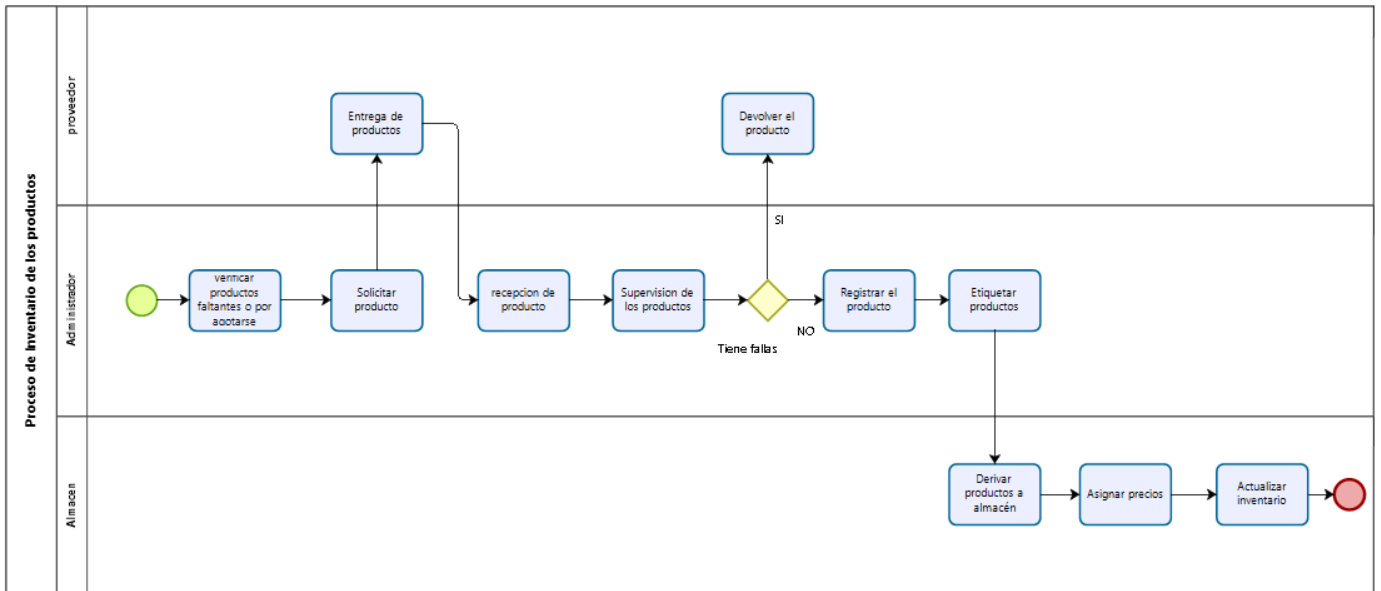 Proceso de Inventario de los productos
proveedor
Entrega de
productos
Devolver el
producto
SI
Administrador
verificar
productos
faltantes o por
agotarse
Solicitar
producto
recepcion de
producto
Supervision de
los productos
Tiene fallas
NO
Registrar el
producto
Etiquetar
productos
Almacen
Derivar
productos a
almacén
Asignar precios
Actualizar
inventario